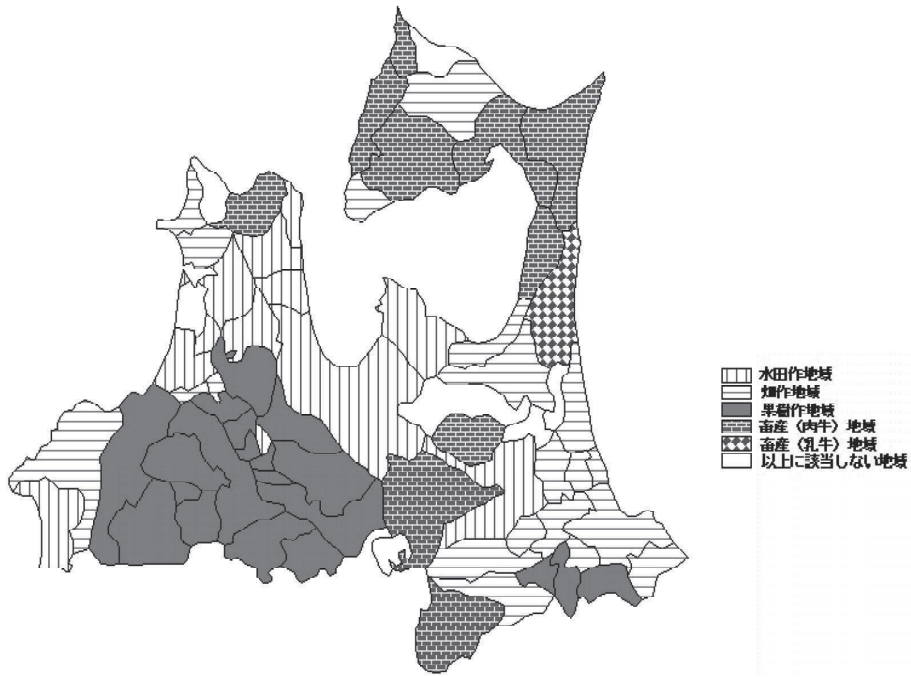 水田作地域
畑作地域
果樹作地域
畜産（肉牛）地域
畜産（乳牛）地域
以上に該当しない地域